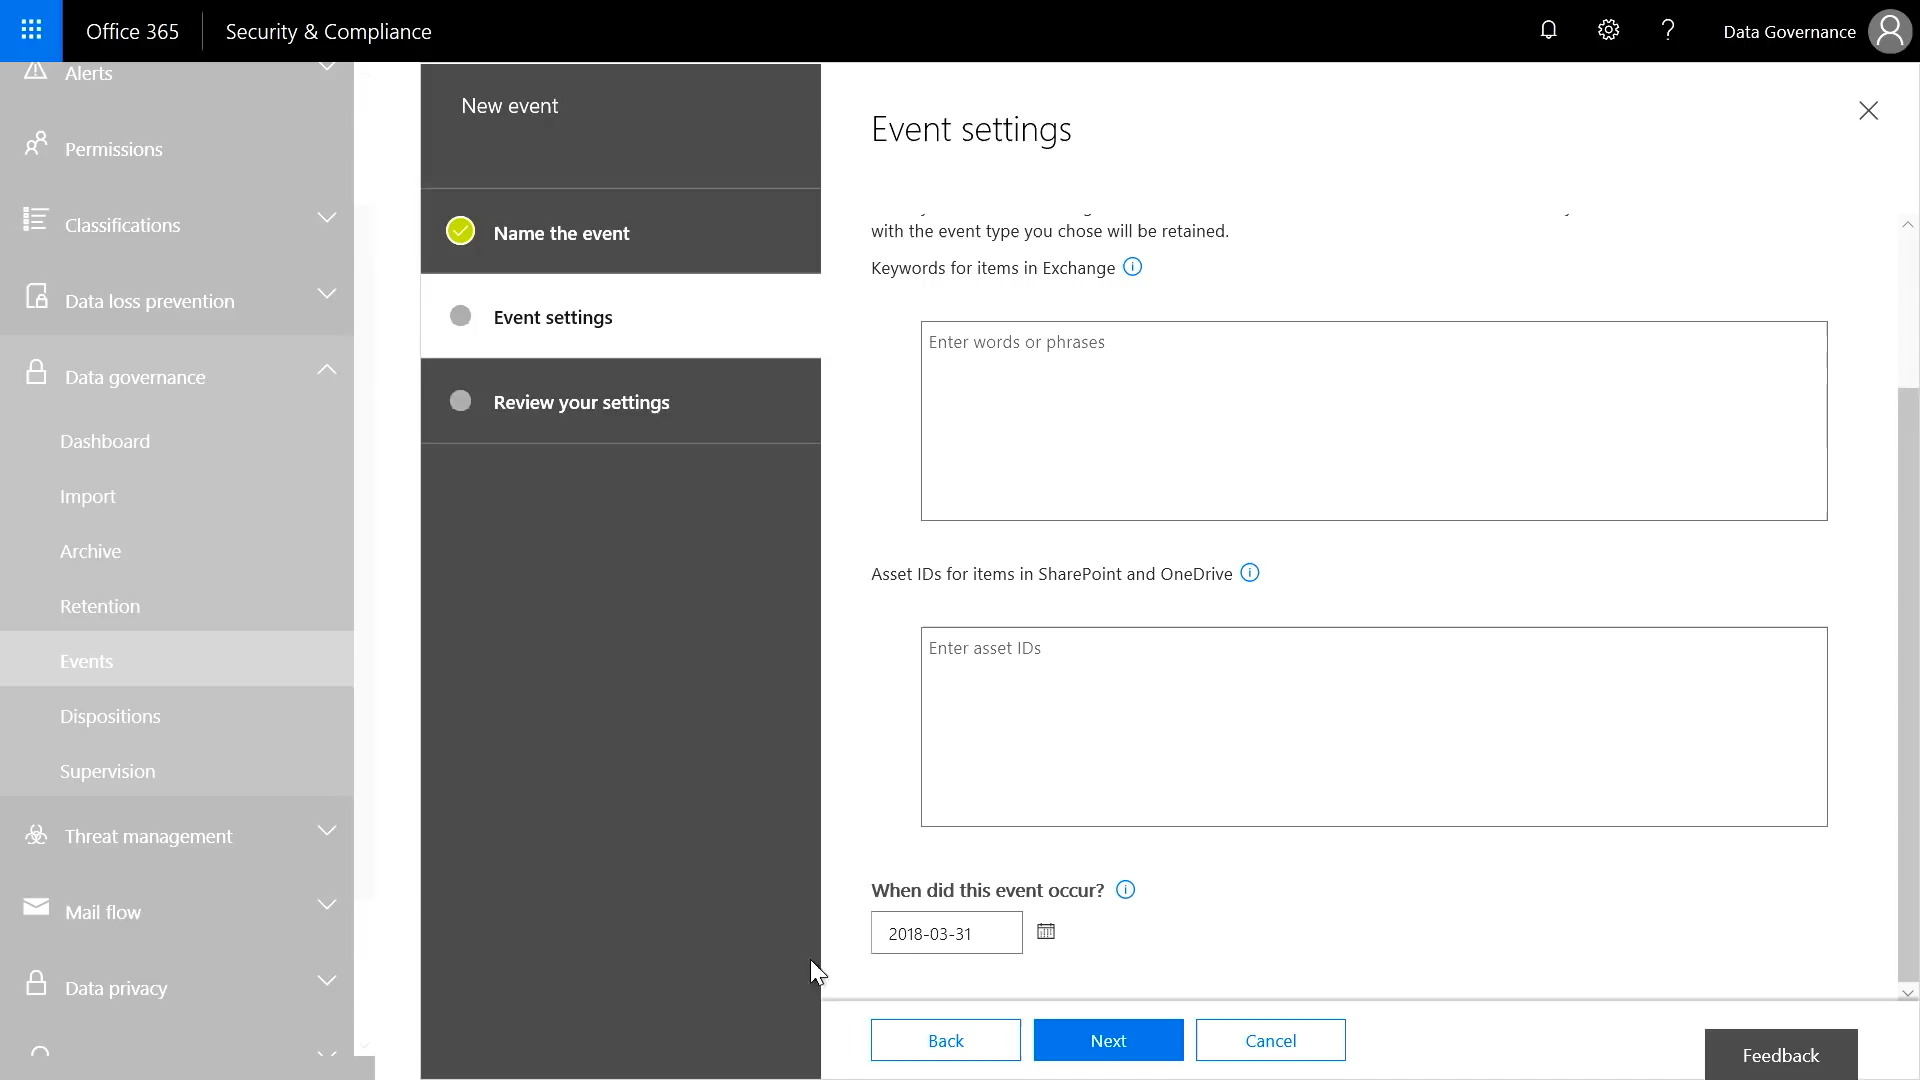 Office 365
Security & Compliance
?
Data Governance
Alerts
Permissions
Classifications
Data loss prevention
Data governance
Dashboard
Import
Archive
Retention
Events
Dispositions
Supervision
Threat management
Mail flow
Data privacy
New event
Name the event
Event settings
Review your settings
Event settings
with the event type you chose will be retained.
Keywords for items in Exchange
Enter words or phrases
Asset IDs for items in SharePoint and OneDrive
Enter asset IDs
When did this event occur?
2018-03-31
Back
Next
Cancel
Feedback